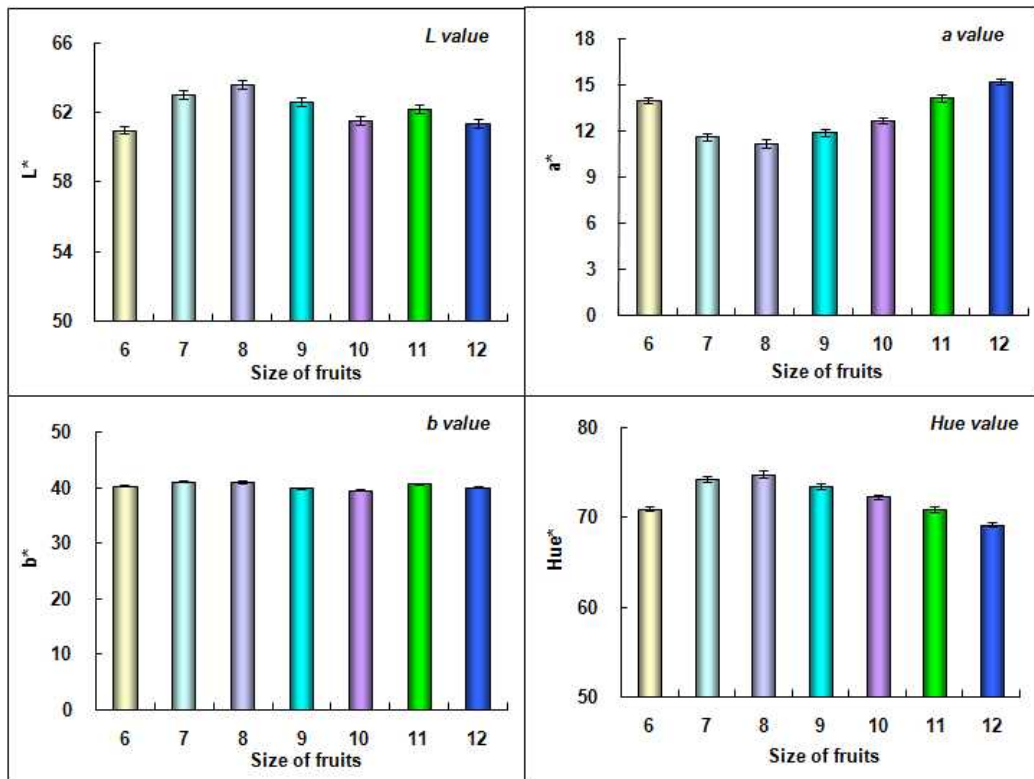 L value
66
62
58
54
50
L*
6 7 8 9 10 11 12
Size of fruits
a value
18
15
12
9
6
3
0
a*
6 7 8 9 10 11 12
Size of fruits
b value
50
40
30
20
10
0
b*
6 7 8 9 10 11 12
Size of fruits
Hue value
80
70
60
50
Hue*
6 7 8 9 10 11 12
Size of fruits